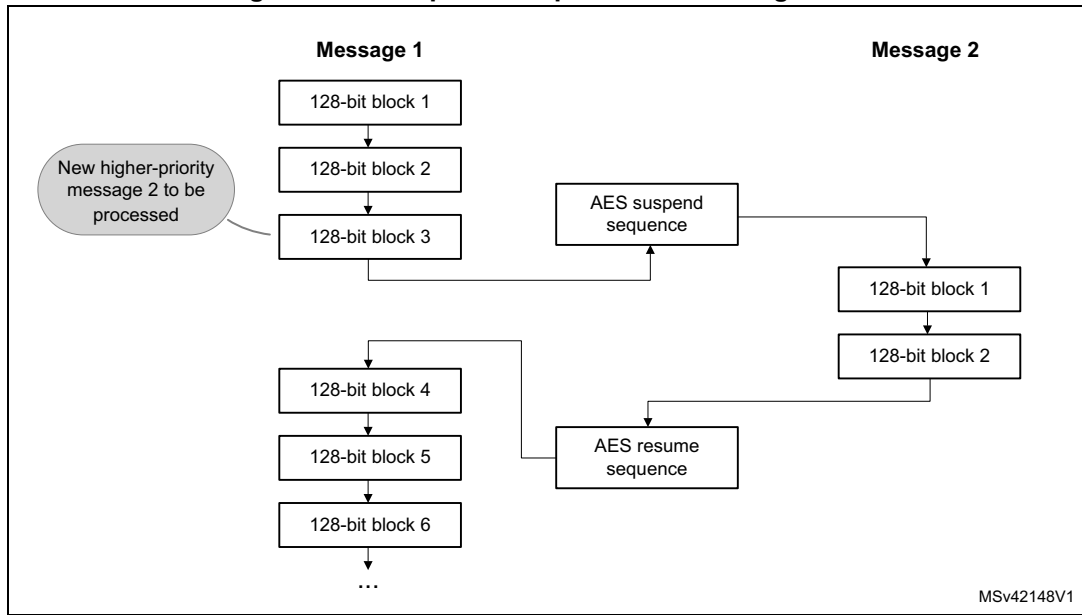 Message 1
Message 2
128-bit block 1
128-bit block 2
New higher-priority
message 2 to be
processed
128-bit block 3
AES suspend
sequence
128-bit block 1
128-bit block 2
128-bit block 4
AES resume
sequence
128-bit block 5
128-bit block 6
...
MSv42148V1